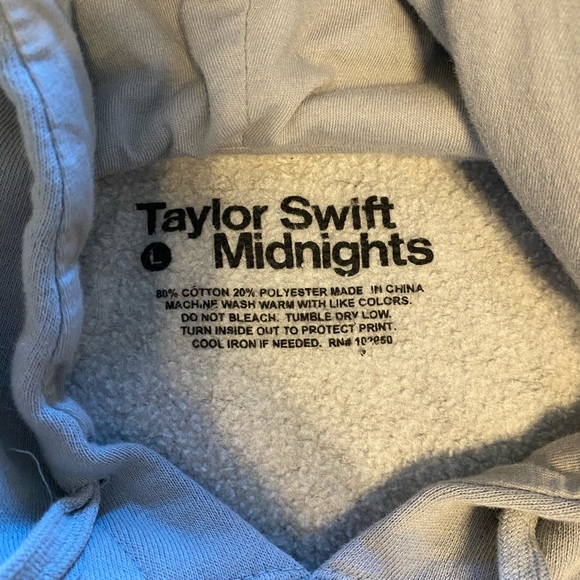 Taylor Swift
L Midnights
80% COTTON 20% POLYESTER MADE IN CHINA
MACHINE WASH WARM WITH LIKE COLORS.
DO NOT BLEACH. TUMBLE DRY LOW.
TURN INSIDE OUT TO PROTECT PRINT.
COOL IRON IF NEEDED. RN#